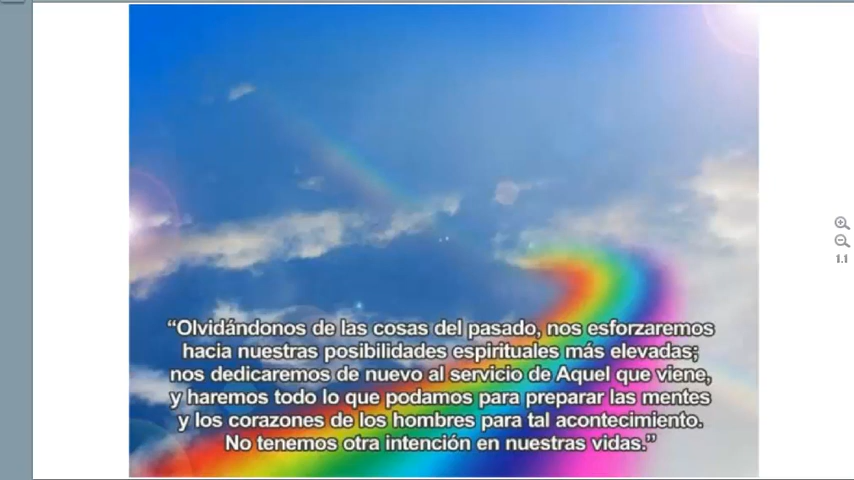 “Olvidándonos de las cosas del pasado, nos esforzaremos
hacia nuestras posibilidades espirituales más elevadas;
nos dedicaremos de nuevo al servicio de Aquel que viene,
y haremos todo lo que podamos para preparar las mentes
y los corazones de los hombres para tal acontecimiento.
No tenemos otra intención en nuestras vidas.”
1.1